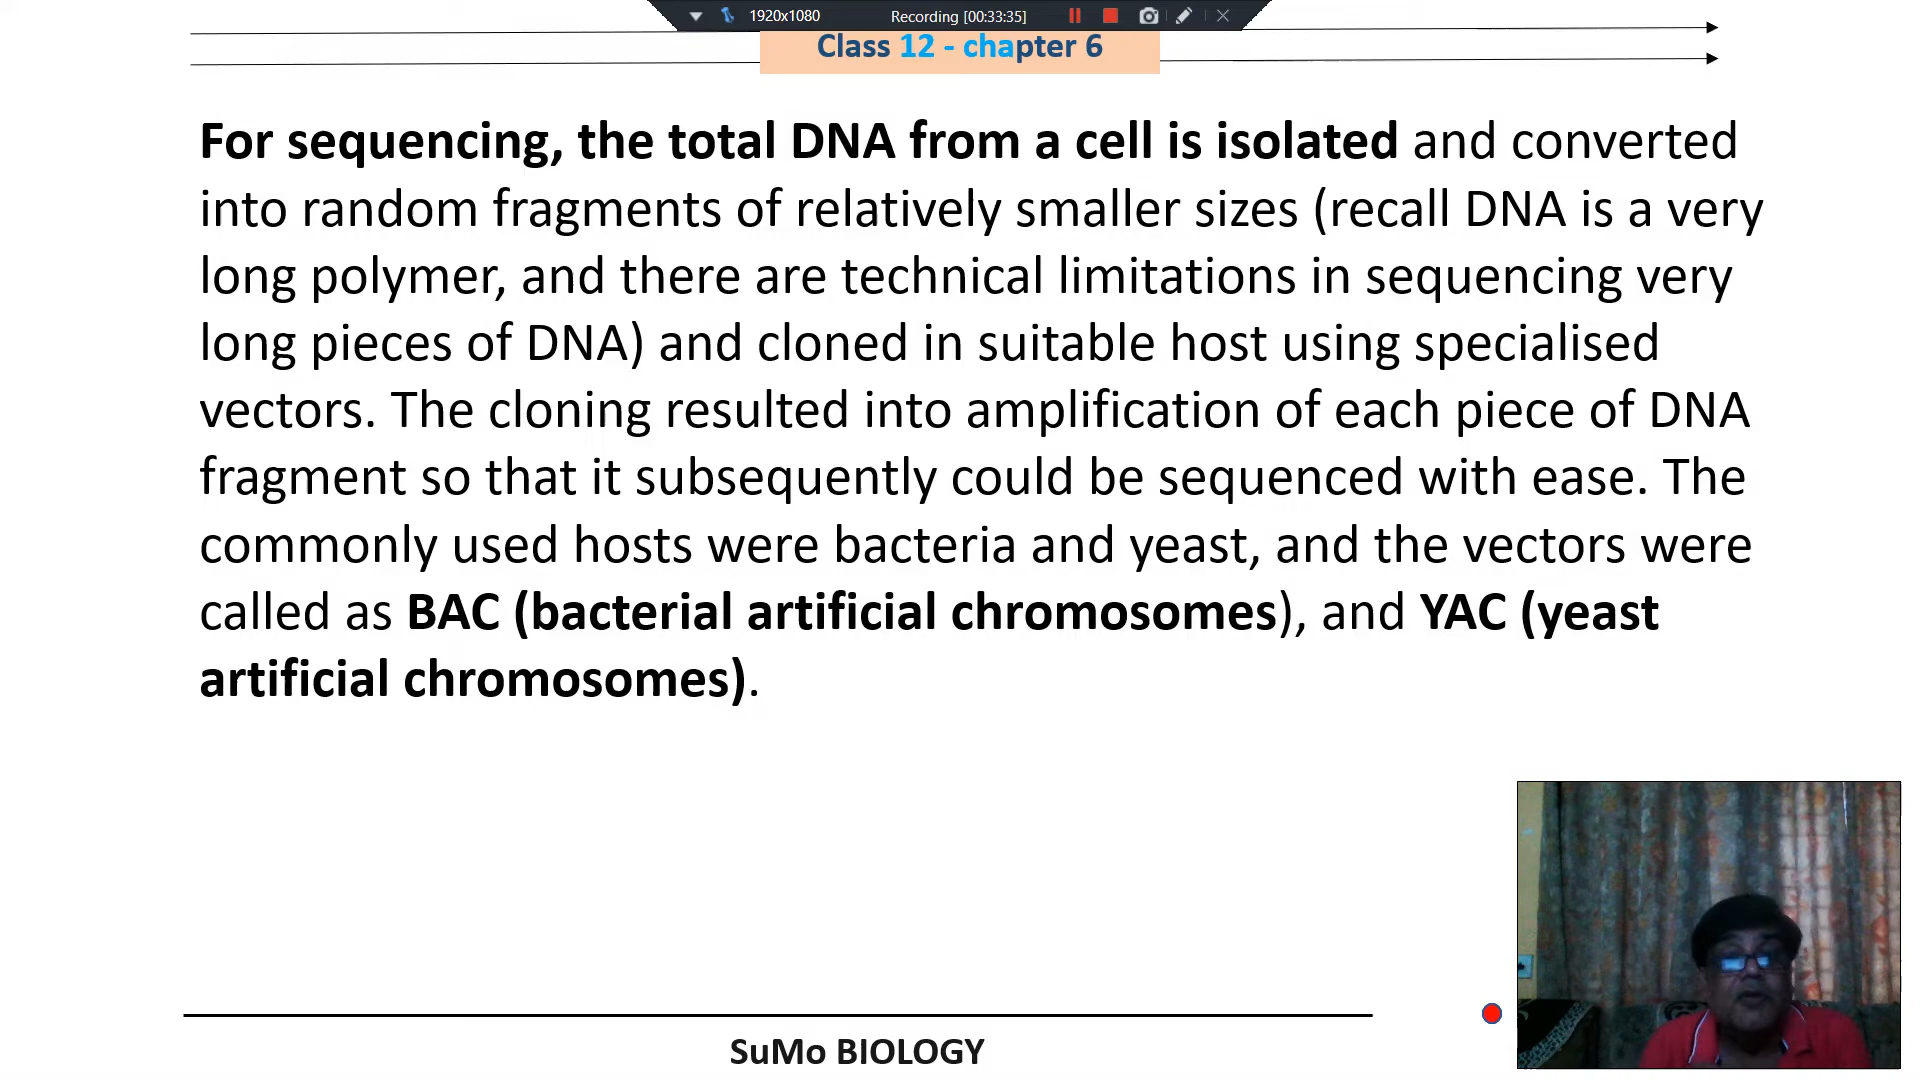 1920x1080 Recording [00:33:35]
Class 12 - chapter 6
For sequencing, the total DNA from a cell is isolated and converted
into random fragments of relatively smaller sizes (recall DNA is a very
long polymer, and there are technical limitations in sequencing very
long pieces of DNA) and cloned in suitable host using specialised
vectors. The cloning resulted into amplification of each piece of DNA
fragment so that it subsequently could be sequenced with ease. The
commonly used hosts were bacteria and yeast, and the vectors were
called as BAC (bacterial artificial chromosomes), and YAC (yeast
artificial chromosomes).
SuMo BIOLOGY